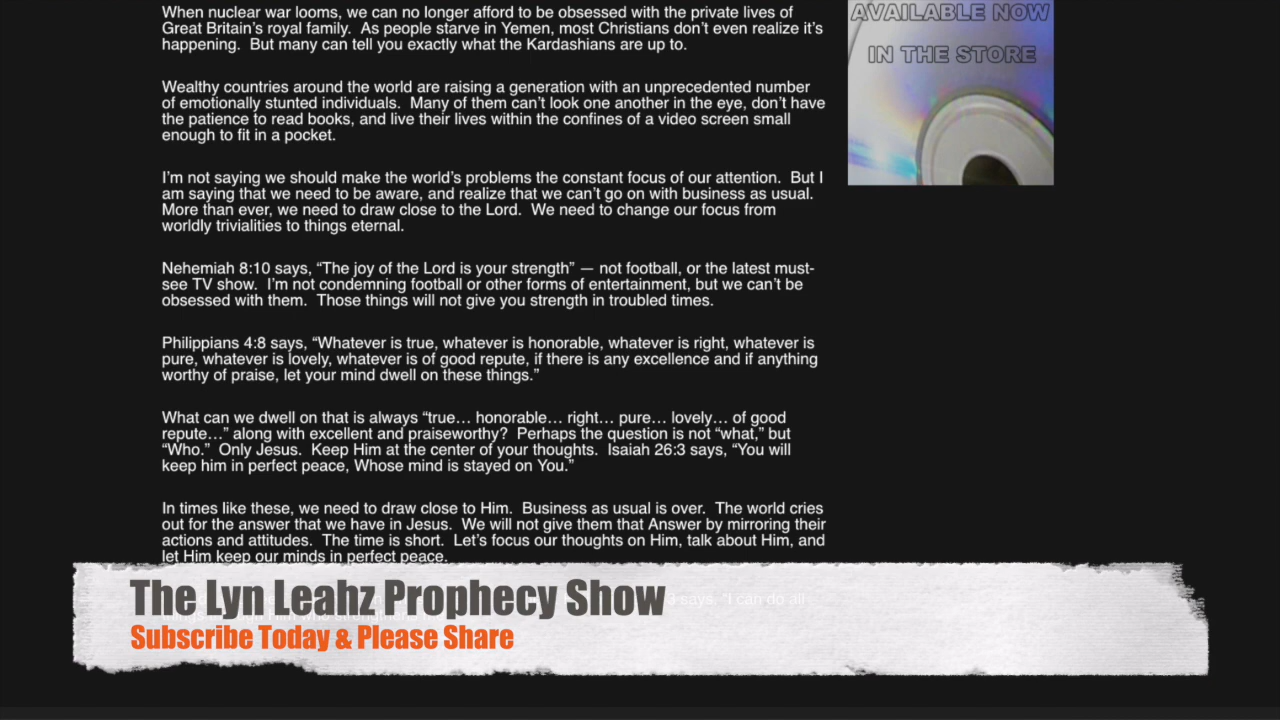 When nuclear war looms, we can no longer afford to be obsessed with the private lives of
Great Britain's royal family.  As people starve in Yemen, most Christians don't even realize it's
happening.  But many can tell you exactly what the Kardashians are up to.
Wealthy countries around the world are raising a generation with an unprecedented number
of emotionally stunted individuals.  Many of them can't look one another in the eye, don't have
the patience to read books, and live their lives within the confines of a video screen small
enough to fit in a pocket.
I'm not saying we should make the world's problems the constant focus of our attention.  But I
am saying that we need to be aware, and realize that we can't go on with business as usual.
More than ever, we need to draw close to the Lord.  We need to change our focus from
worldly trivialities to things eternal.
Nehemiah 8:10 says, “The joy of the Lord is your strength” — not football, or the latest must-
see TV show.  I'm not condemning football or other forms of entertainment, but we can't be
obsessed with them.  Those things will not give you strength in troubled times.
Philippians 4:8 says, “Whatever is true, whatever is honorable, whatever is right, whatever is
pure, whatever is lovely, whatever is of good repute, if there is any excellence and if anything
worthy of praise, let your mind dwell on these things.”
What can we dwell on that is always “true… honorable… right… pure… lovely… of good
repute…” along with excellent and praiseworthy?  Perhaps the question is not “what,” but
“Who.”  Only Jesus.  Keep Him at the center of your thoughts.  Isaiah 26:3 says, “You will
keep him in perfect peace, Whose mind is stayed on You.”
In times like these, we need to draw close to Him.  Business as usual is over.  The world cries
out for the answer that we have in Jesus.  We will not give them that Answer by mirroring their
actions and attitudes.  The time is short.  Let's focus our thoughts on Him, talk about Him, and
let Him keep our minds in perfect peace.
says, “I can do all
things through Him who strengthens
AVAILABLE NOW
IN THE STORE
The Lyn Leahz Prophecy Show
Subscribe Today & Please Share